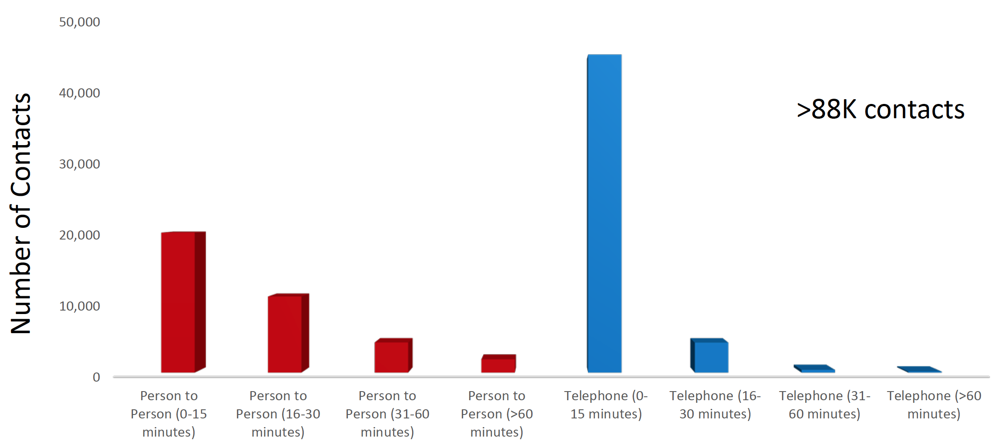 50,000
40,000
30,000
20,000
10,000
0
Number of Contacts
>88K contacts
Person to
Person (0-15
minutes)
Person to
Person (16-30
minutes)
Person to
Person (31-60
minutes)
Person to
Person (>60
minutes)
Telephone (0-
15 minutes)
Telephone (16-
30 minutes)
Telephone (31-
60 minutes)
Telephone (>60
minutes)